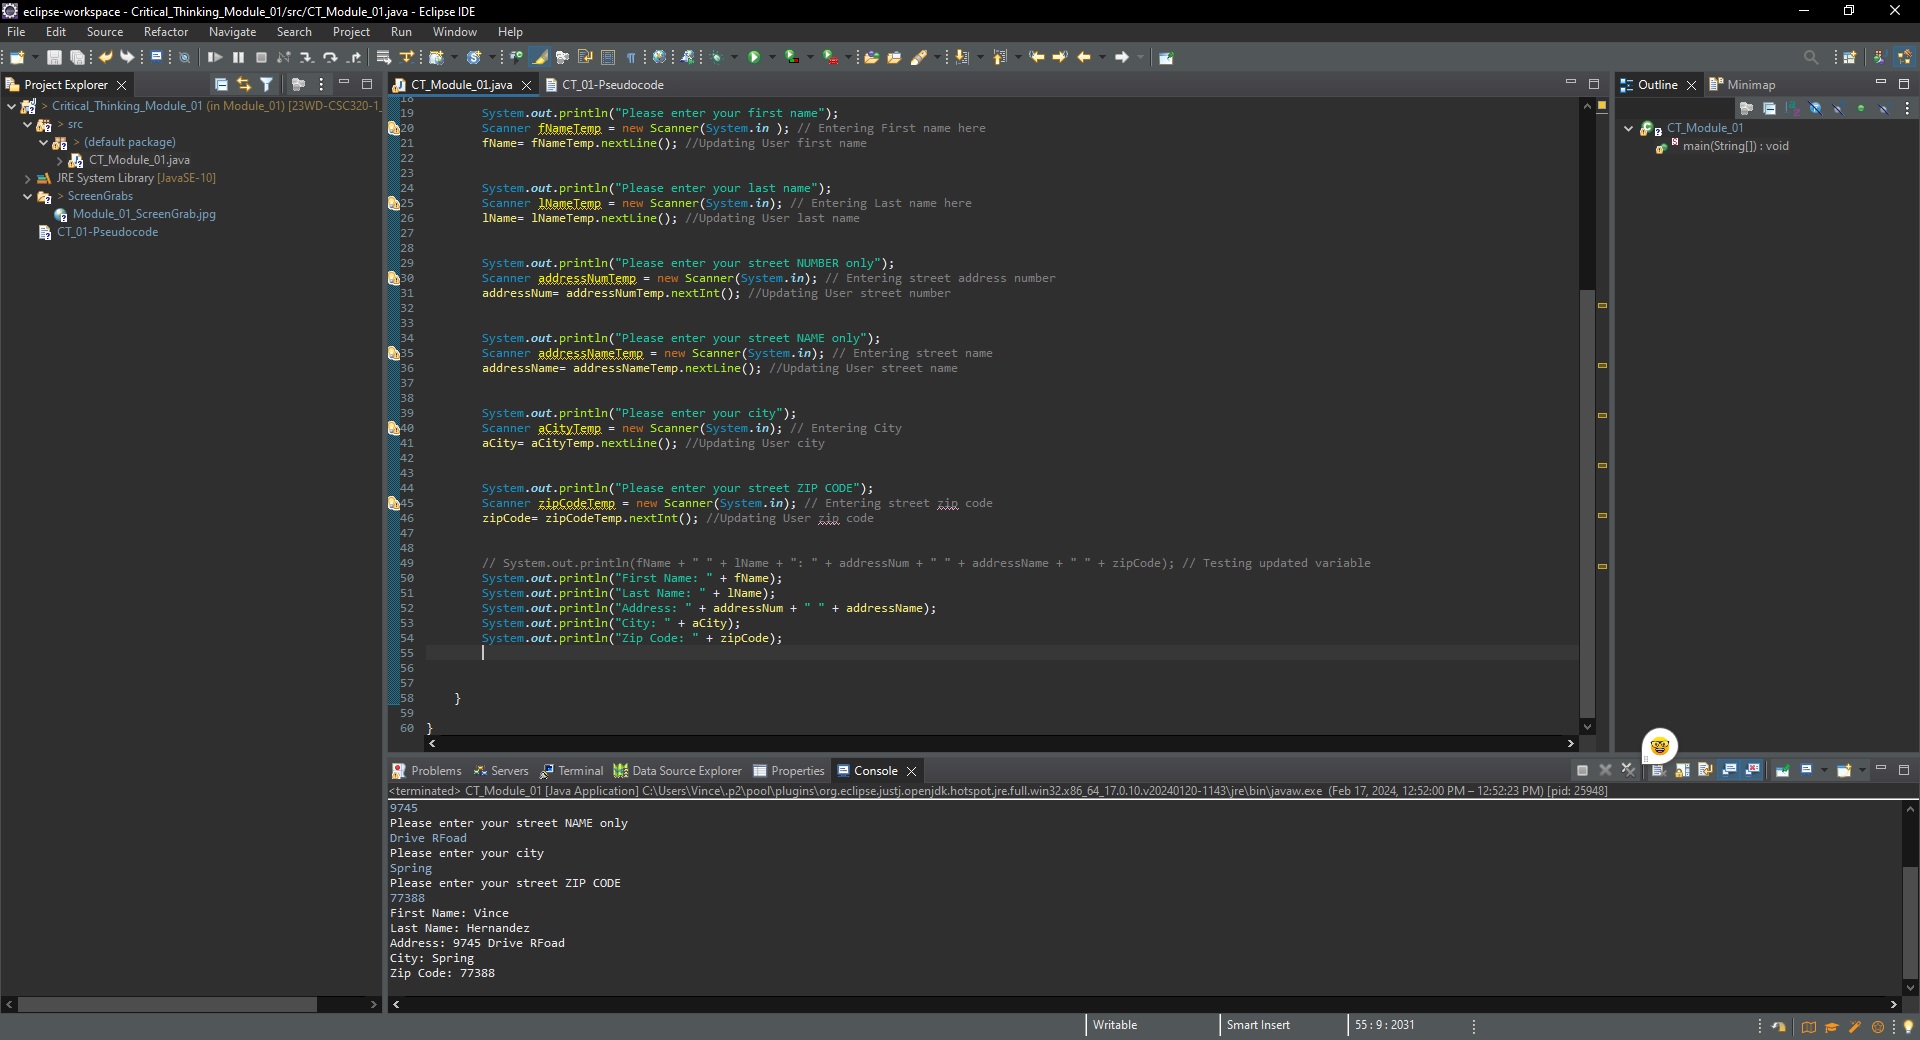 eclipse-workspace - Critical_Thinking_Module_01/src/CT_Module_01.java - Eclipse IDE
File Edit Source Refactor Navigate Search Project Run Window Help
Project Explorer
> Critical_Thinking_Module_01 (in Module_01) [23WD-CSC320-1
> src
> (default package)
CT_Module_01.java
JRE System Library [JavaSE-10]
> ScreenGrabs
Module_01_ScreenGrab.jpg
CT_01-Pseudocode
CT_Module_01.java CT_01-Pseudocode
18
19 System.out.println("Please enter your first name");
20 Scanner fNameTemp = new Scanner(System.in ); // Entering First name here
21 fName= fNameTemp.nextLine(); //Updating User first name
22
23
24 System.out.println("Please enter your last name");
25 Scanner lNameTemp = new Scanner(System.in); // Entering Last name here
26 lName= lNameTemp.nextLine(); //Updating User last name
27
28
29 System.out.println("Please enter your street NUMBER only");
30 Scanner addressNumTemp = new Scanner(System.in); // Entering street address number
31 addressNum= addressNumTemp.nextInt(); //Updating User street number
32
33
34 System.out.println("Please enter your street NAME only");
35 Scanner addressNameTemp = new Scanner(System.in); // Entering street name
36 addressName= addressNameTemp.nextLine(); //Updating User street name
37
38
39 System.out.println("Please enter your city");
40 Scanner aCityTemp = new Scanner(System.in); // Entering City
41 aCity= aCityTemp.nextLine(); //Updating User city
42
43
44 System.out.println("Please enter your street ZIP CODE");
45 Scanner zipCodeTemp = new Scanner(System.in); // Entering street zip code
46 zipCode= zipCodeTemp.nextInt(); //Updating User zip code
47
48
49 // System.out.println(fName + " " + lName + ": " + addressNum + " " + addressName + " " + zipCode); // Testing updated variable
50 System.out.println("First Name: " + fName);
51 System.out.println("Last Name: " + lName);
52 System.out.println("Address: " + addressNum + " " + addressName);
53 System.out.println("City: " + aCity);
54 System.out.println("Zip Code: " + zipCode);
55
56
57
58 }
59
60 }
Outline Minimap
CT_Module_01
main(String[]) : void
Problems Servers Terminal Data Source Explorer Properties Console
<terminated> CT_Module_01 [Java Application] C:\Users\Vince\.p2\pool\plugins\org.eclipse.justj.openjdk.hotspot.jre.full.win32.x86_64_17.0.10.v20240120-1143\jre\bin\javaw.exe (Feb 17, 2024, 12:52:00 PM – 12:52:23 PM) [pid: 25948]
9745
Please enter your street NAME only
Drive RFoad
Please enter your city
Spring
Please enter your street ZIP CODE
77388
First Name: Vince
Last Name: Hernandez
Address: 9745 Drive RFoad
City: Spring
Zip Code: 77388
Writable Smart Insert 55 : 9 : 2031